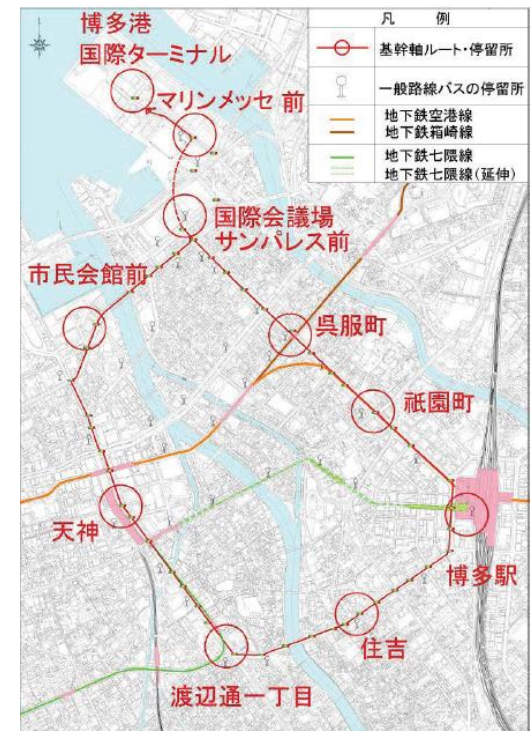 凡 例
基幹軸ルート・停留所
一般路線バスの停留所
地下鉄空港線
地下鉄箱崎線
地下鉄七隈線
地下鉄七隈線(延伸)
博多港
国際ターミナル
マリンメッセ 前
国際会議場
サンパレス前
市民会館前
呉服町
祇園町
天神
博多駅
住吉
渡辺通一丁目